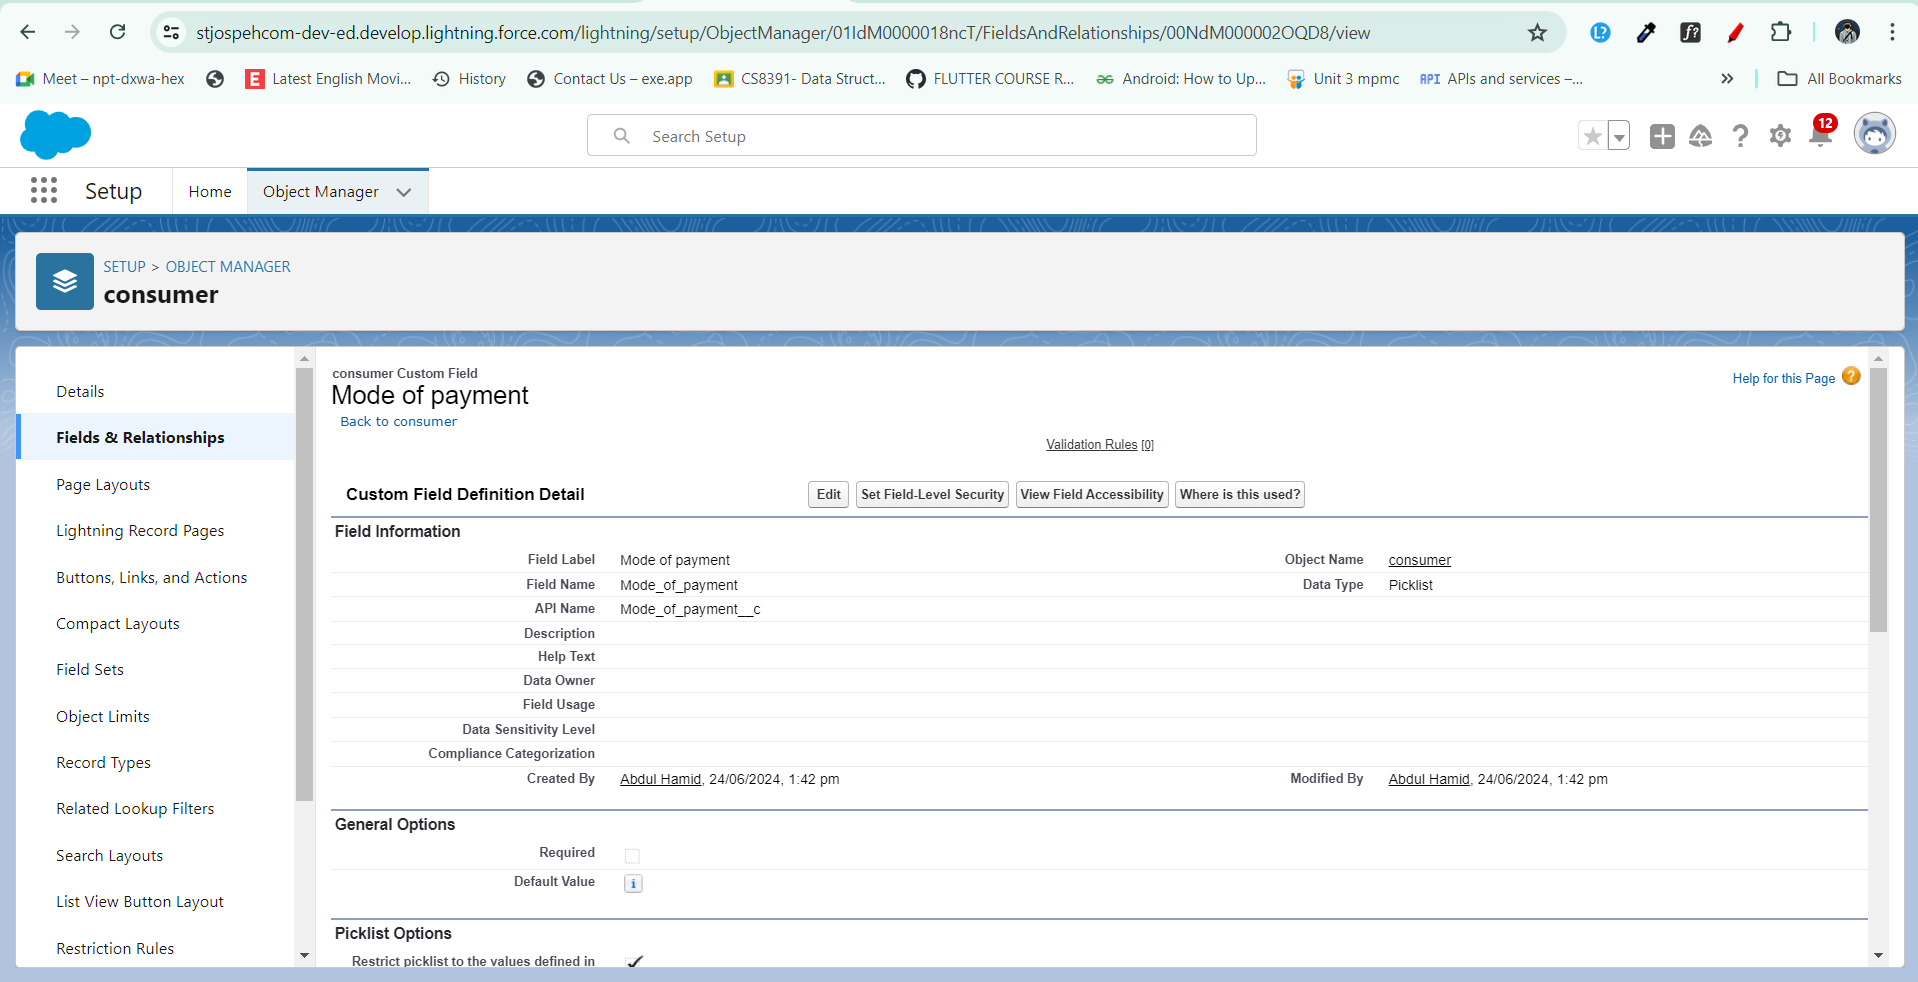 stjospehcom-dev-ed.develop.lightning.force.com/lightning/setup/ObjectManager/01IdM0000018ncT/FieldsAndRelationships/00NdM000002OQD8/view
Meet – npt-dxwa-hex
Latest English Movi...
History
Contact Us – exe.app
CS8391- Data Struct...
FLUTTER COURSE R...
Android: How to Up...
Unit 3 mpmc
API APIs and services –...
»
All Bookmarks
Search Setup
12
Setup
Home
Object Manager
SETUP > OBJECT MANAGER
consumer
Details
Fields & Relationships
Page Layouts
Lightning Record Pages
Buttons, Links, and Actions
Compact Layouts
Field Sets
Object Limits
Record Types
Related Lookup Filters
Search Layouts
List View Button Layout
Restriction Rules
consumer Custom Field
Mode of payment
Back to consumer
Help for this Page ?
Validation Rules [0]
Custom Field Definition Detail
Edit
Set Field-Level Security
View Field Accessibility
Where is this used?
Field Information
Field Label Mode of payment Object Name consumer
Field Name Mode_of_payment Data Type Picklist
API Name Mode_of_payment__c
Description
Help Text
Data Owner
Field Usage
Data Sensitivity Level
Compliance Categorization
Created By Abdul Hamid, 24/06/2024, 1:42 pm Modified By Abdul Hamid, 24/06/2024, 1:42 pm
General Options
Required
Default Value i
Picklist Options
Restrict picklist to the values defined in